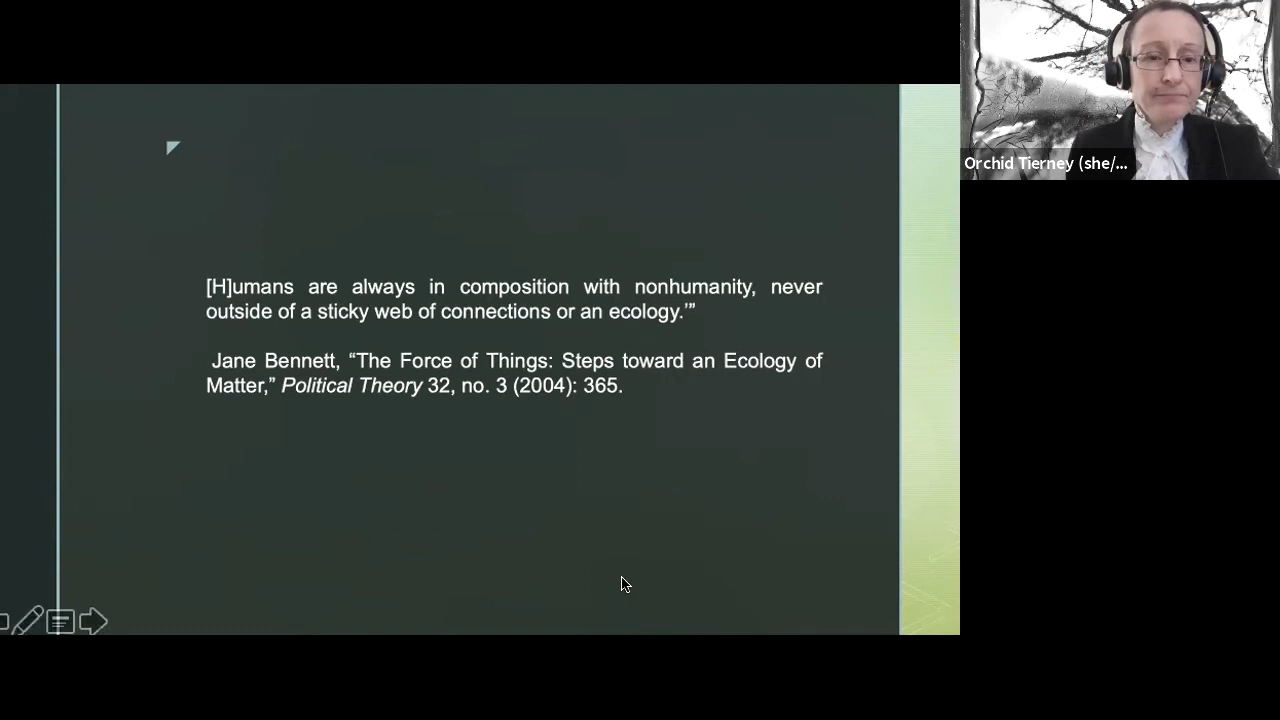 [H]umans are always in composition with nonhumanity, never
outside of a sticky web of connections or an ecology.’”
Jane Bennett, “The Force of Things: Steps toward an Ecology of
Matter,” Political Theory 32, no. 3 (2004): 365.
Orchid Tierney (she/...